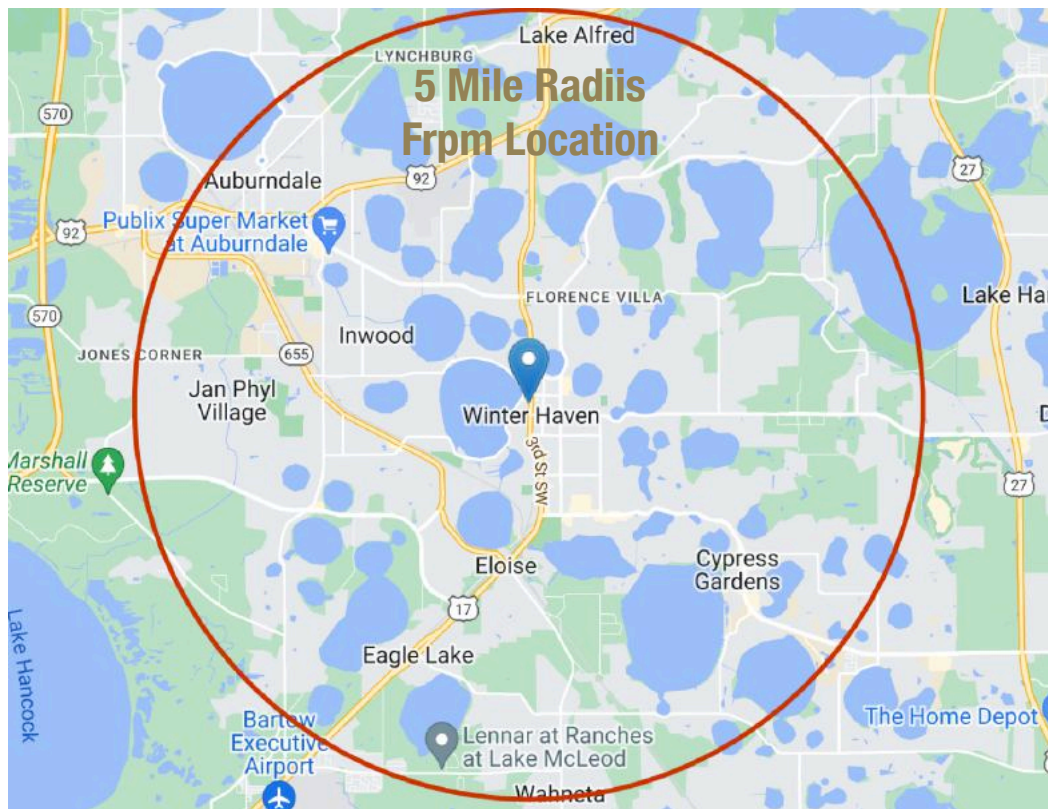 Lake Alfred
LYNCHBURG
5 Mile Radiis
Frpm Location
570
27
92
Auburndale
Publix Super Market
at Auburndale
92
FLORENCE VILLA
Lake Ha
570
Inwood
JONES CORNER
655
Jan Phyl
Village
Winter Haven
D
3rd St SW
Marshall
Reserve
27
Eloise
Cypress
Gardens
17
Lake Hancock
Eagle Lake
Bartow
Executive
Airport
Lennar at Ranches
at Lake McLeod
The Home Depot
Wahneta